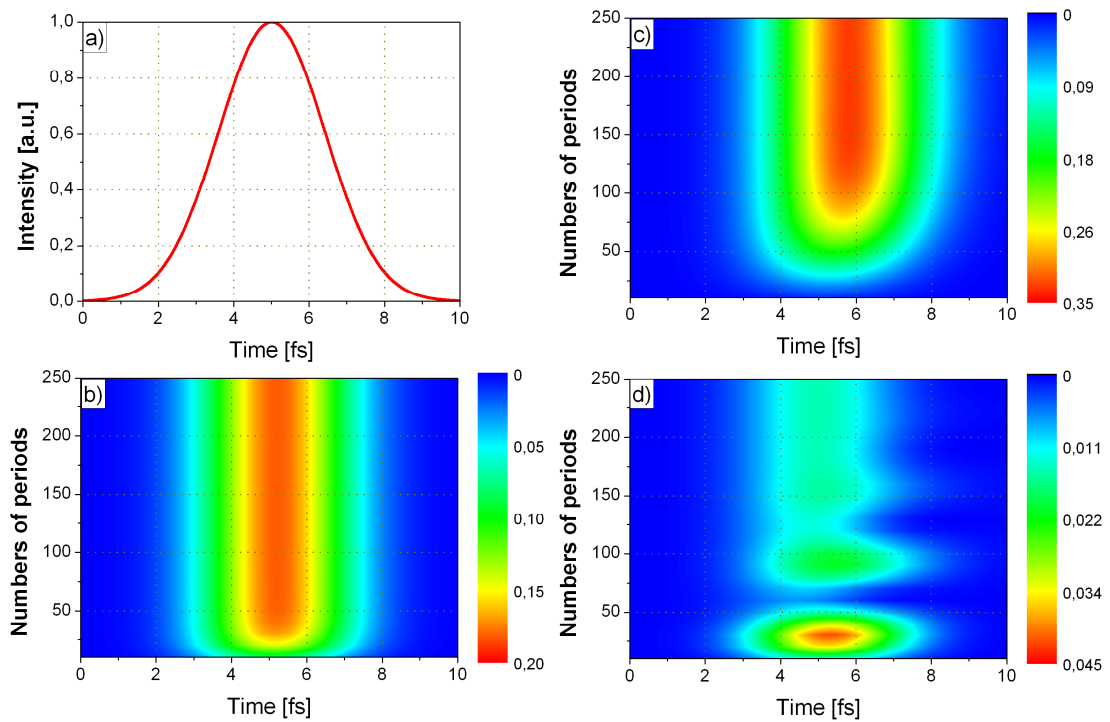 a)
Intensity [a.u.]
1,0
0,8
0,6
0,4
0,2
0,0
0 2 4 6 8 10
Time [fs]
c)
Numbers of periods
250
200
150
100
50
0 2 4 6 8 10
Time [fs]
0
0.09
0.18
0.26
0,35
b)
Numbers of periods
250
200
150
100
50
0 2 4 6 8 10
Time [fs]
0
0,05
0,10
0,15
0,20
d)
Numbers of periods
250
200
150
100
50
0 2 4 6 8 10
Time [fs]
0
0.011
0.022
0.034
0.045